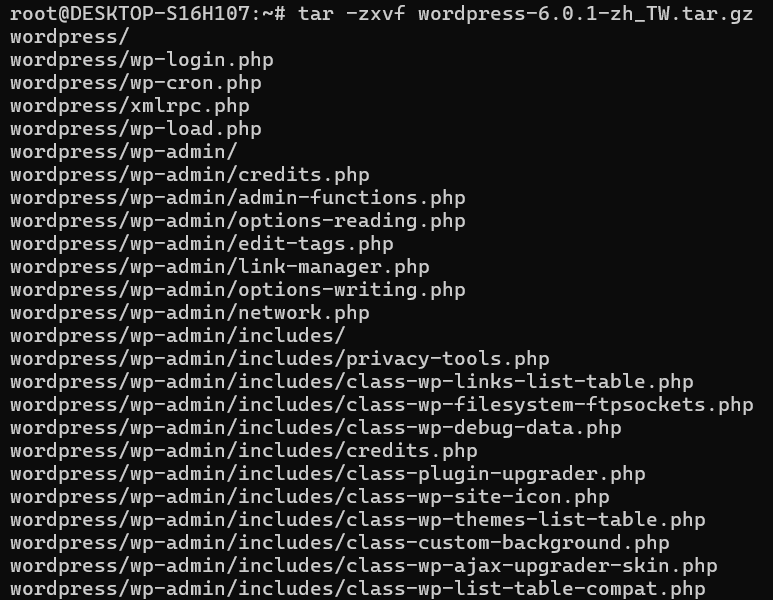 root@DESKTOP-S16H107:~# tar -zxvf wordpress-6.0.1-zh_TW.tar.gz
wordpress/
wordpress/wp-login.php
wordpress/wp-cron.php
wordpress/xmlrpc.php
wordpress/wp-load.php
wordpress/wp-admin/
wordpress/wp-admin/credits.php
wordpress/wp-admin/admin-functions.php
wordpress/wp-admin/options-reading.php
wordpress/wp-admin/edit-tags.php
wordpress/wp-admin/link-manager.php
wordpress/wp-admin/options-writing.php
wordpress/wp-admin/network.php
wordpress/wp-admin/includes/
wordpress/wp-admin/includes/privacy-tools.php
wordpress/wp-admin/includes/class-wp-links-list-table.php
wordpress/wp-admin/includes/class-wp-filesystem-ftpsockets.php
wordpress/wp-admin/includes/class-wp-debug-data.php
wordpress/wp-admin/includes/credits.php
wordpress/wp-admin/includes/class-plugin-upgrader.php
wordpress/wp-admin/includes/class-wp-site-icon.php
wordpress/wp-admin/includes/class-wp-themes-list-table.php
wordpress/wp-admin/includes/class-custom-background.php
wordpress/wp-admin/includes/class-wp-ajax-upgrader-skin.php
wordpress/wp-admin/includes/class-wp-list-table-compat.php